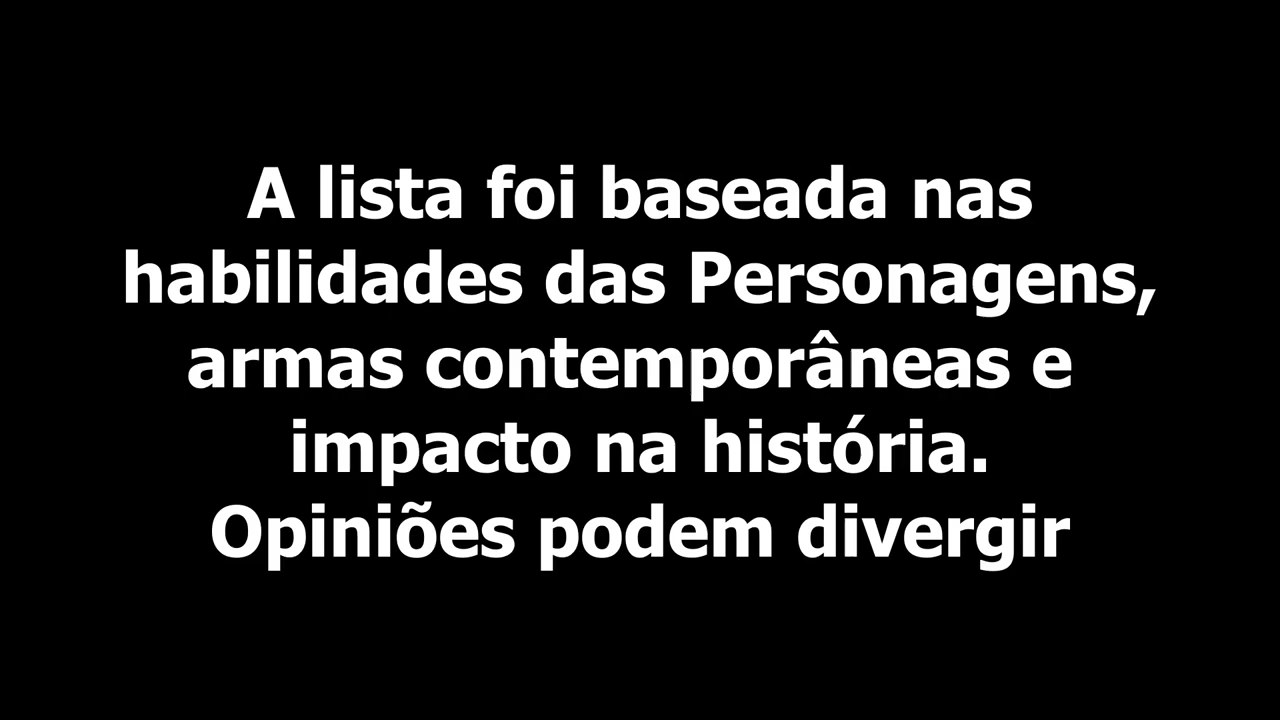 A lista foi baseada nas
habilidades das Personagens,
armas contemporâneas e
impacto na história.
Opiniões podem divergir